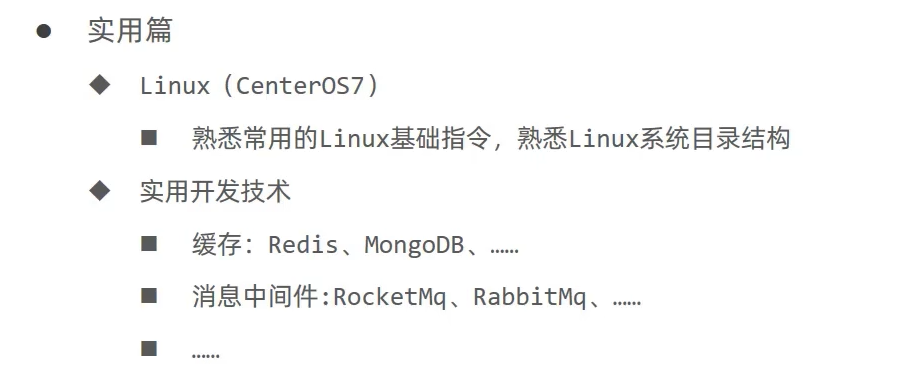 ● 实用篇
◆ Linux（CenterOS7）
■ 熟悉常用的Linux基础指令，熟悉Linux系统目录结构
◆ 实用开发技术
■ 缓存：Redis、MongoDB、……
■ 消息中间件:RocketMq、RabbitMq、……
■ ……